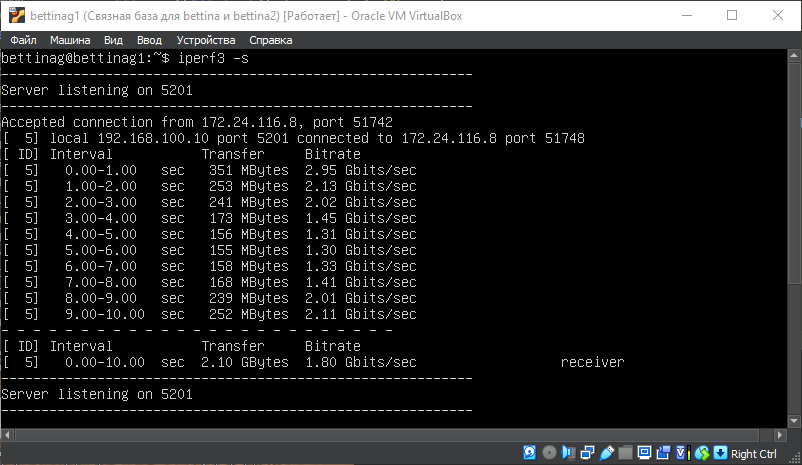 bettinag1 (Связная база для bettina и bettina2) [Работает] - Oracle VM VirtualBox
Файл Машина Вид Ввод Устройства Справка
bettinag@bettinag1:~$ iperf3 -s
-----------------------------------------------------------
Server listening on 5201
-----------------------------------------------------------
Accepted connection from 172.24.116.8, port 51742
[  5] local 192.168.100.10 port 5201 connected to 172.24.116.8 port 51748
[ ID] Interval           Transfer     Bitrate
[  5]   0.00-1.00   sec   351 MBytes  2.95 Gbits/sec
[  5]   1.00-2.00   sec   253 MBytes  2.13 Gbits/sec
[  5]   2.00-3.00   sec   241 MBytes  2.02 Gbits/sec
[  5]   3.00-4.00   sec   173 MBytes  1.45 Gbits/sec
[  5]   4.00-5.00   sec   156 MBytes  1.31 Gbits/sec
[  5]   5.00-6.00   sec   155 MBytes  1.30 Gbits/sec
[  5]   6.00-7.00   sec   158 MBytes  1.33 Gbits/sec
[  5]   7.00-8.00   sec   168 MBytes  1.41 Gbits/sec
[  5]   8.00-9.00   sec   239 MBytes  2.01 Gbits/sec
[  5]   9.00-10.00  sec   252 MBytes  2.11 Gbits/sec
- - - - - - - - - - - - - - - - - - - - - - - - -
[ ID] Interval           Transfer     Bitrate
[  5]   0.00-10.00  sec  2.10 GBytes  1.80 Gbits/sec                  receiver
-----------------------------------------------------------
Server listening on 5201
-----------------------------------------------------------
Right Ctrl